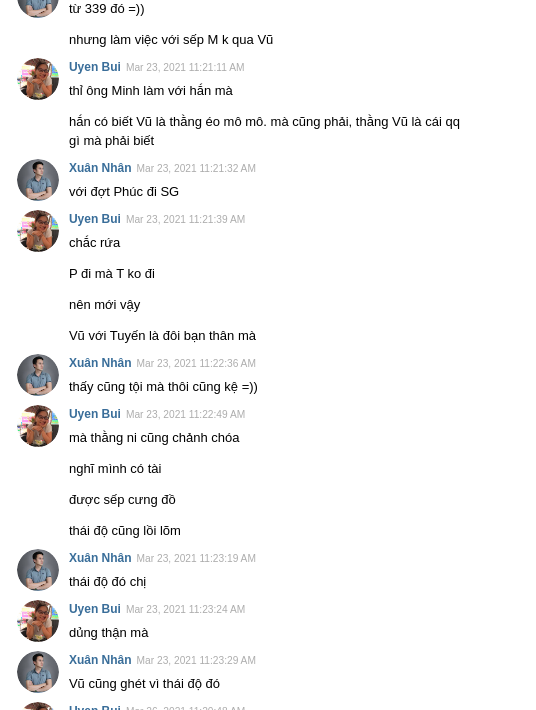 từ 339 đó =))
nhưng làm việc với sếp M k qua Vũ
Uyen Bui Mar 23, 2021 11:21:11 AM
thỉ ông Minh làm với hắn mà
hắn có biết Vũ là thằng éo mô mô. mà cũng phải, thằng Vũ là cái qq
gì mà phải biết
Xuân Nhân Mar 23, 2021 11:21:32 AM
với đợt Phúc đi SG
Uyen Bui Mar 23, 2021 11:21:39 AM
chắc rứa
P đi mà T ko đi
nên mới vậy
Vũ với Tuyến là đôi bạn thân mà
Xuân Nhân Mar 23, 2021 11:22:36 AM
thấy cũng tội mà thôi cũng kệ =))
Uyen Bui Mar 23, 2021 11:22:49 AM
mà thằng ni cũng chảnh chóa
nghĩ mình có tài
được sếp cưng đồ
thái độ cũng lồi lõm
Xuân Nhân Mar 23, 2021 11:23:19 AM
thái độ đó chị
Uyen Bui Mar 23, 2021 11:23:24 AM
dủng thận mà
Xuân Nhân Mar 23, 2021 11:23:29 AM
Vũ cũng ghét vì thái độ đó
Uyen Bui